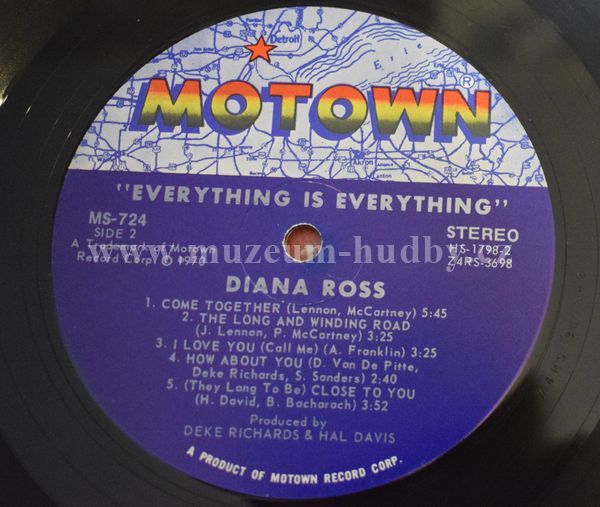 Detroit
Erie
MOTOWN®
Akron
Canton
"EVERYTHING IS EVERYTHING"
MS-724
SIDE 2
A Trademark of Motown
Record Corp. © 1970
STEREO
HS-1798-2
Z4RS-3698
www.muzeum-hudby.cz
DIANA ROSS
1. COME TOGETHER (Lennon, McCartney) 5:45
2. THE LONG AND WINDING ROAD
(J. Lennon, P. McCartney) 3:25
3. I LOVE YOU (Call Me) (A. Franklin) 3:25
4. HOW ABOUT YOU (D. Van De Pitte,
Deke Richards, S. Sanders) 2:40
5. (They Long To Be) CLOSE TO YOU
(H. David, B. Bacharach) 3:52
Produced by
DEKE RICHARDS & HAL DAVIS
A PRODUCT OF MOTOWN RECORD CORP.